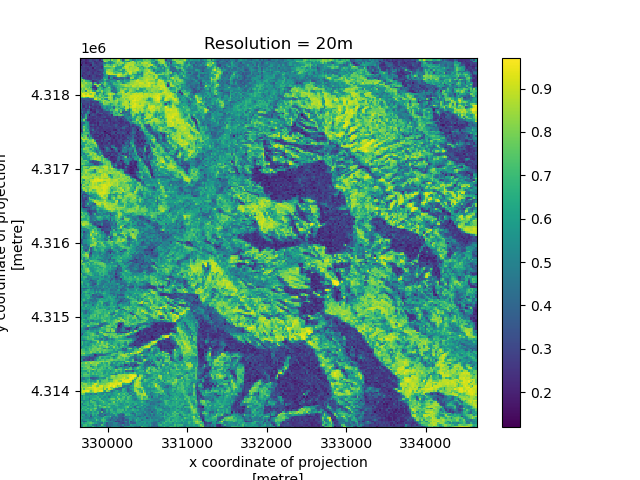 Resolution = 20m
1e6
4.318
4.317
4.316
4.315
4.314
y coordinate of projection
[metre]
330000 331000 332000 333000 334000
x coordinate of projection
[metre]
0.9
0.8
0.7
0.6
0.5
0.4
0.3
0.2